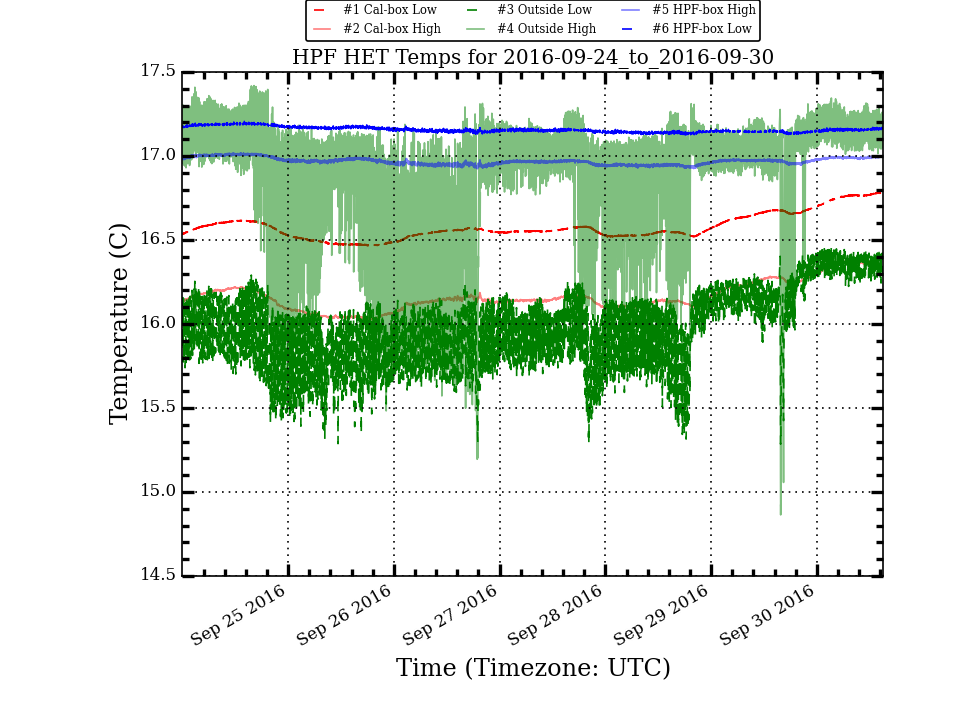 #1 Cal-box Low #3 Outside Low #5 HPF-box High
#2 Cal-box High #4 Outside High #6 HPF-box Low
HPF HET Temps for 2016-09-24_to_2016-09-30
17.5
17.0
16.5
16.0
15.5
15.0
14.5
Temperature (C)
Sep 25 2016 Sep 26 2016 Sep 27 2016 Sep 28 2016 Sep 29 2016 Sep 30 2016
Time (Timezone: UTC)